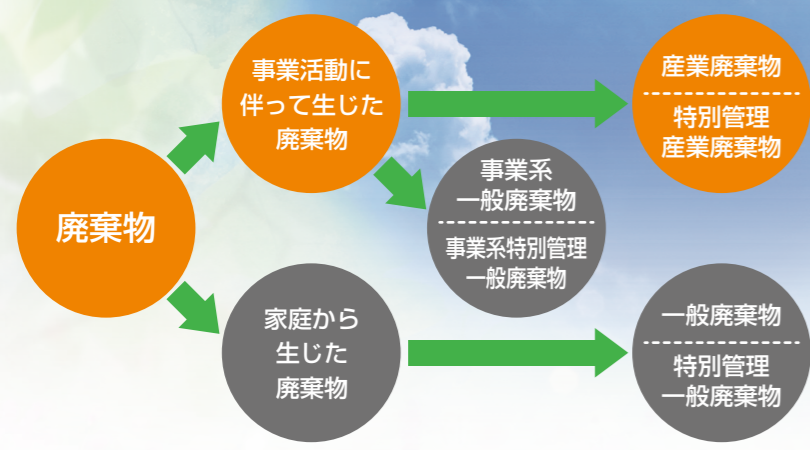 廃棄物
事業活動に
伴って生じた
廃棄物
産業廃棄物
特別管理
産業廃棄物
事業系
一般廃棄物
事業系特別管理
一般廃棄物
家庭から
生じた
廃棄物
一般廃棄物
特別管理
一般廃棄物